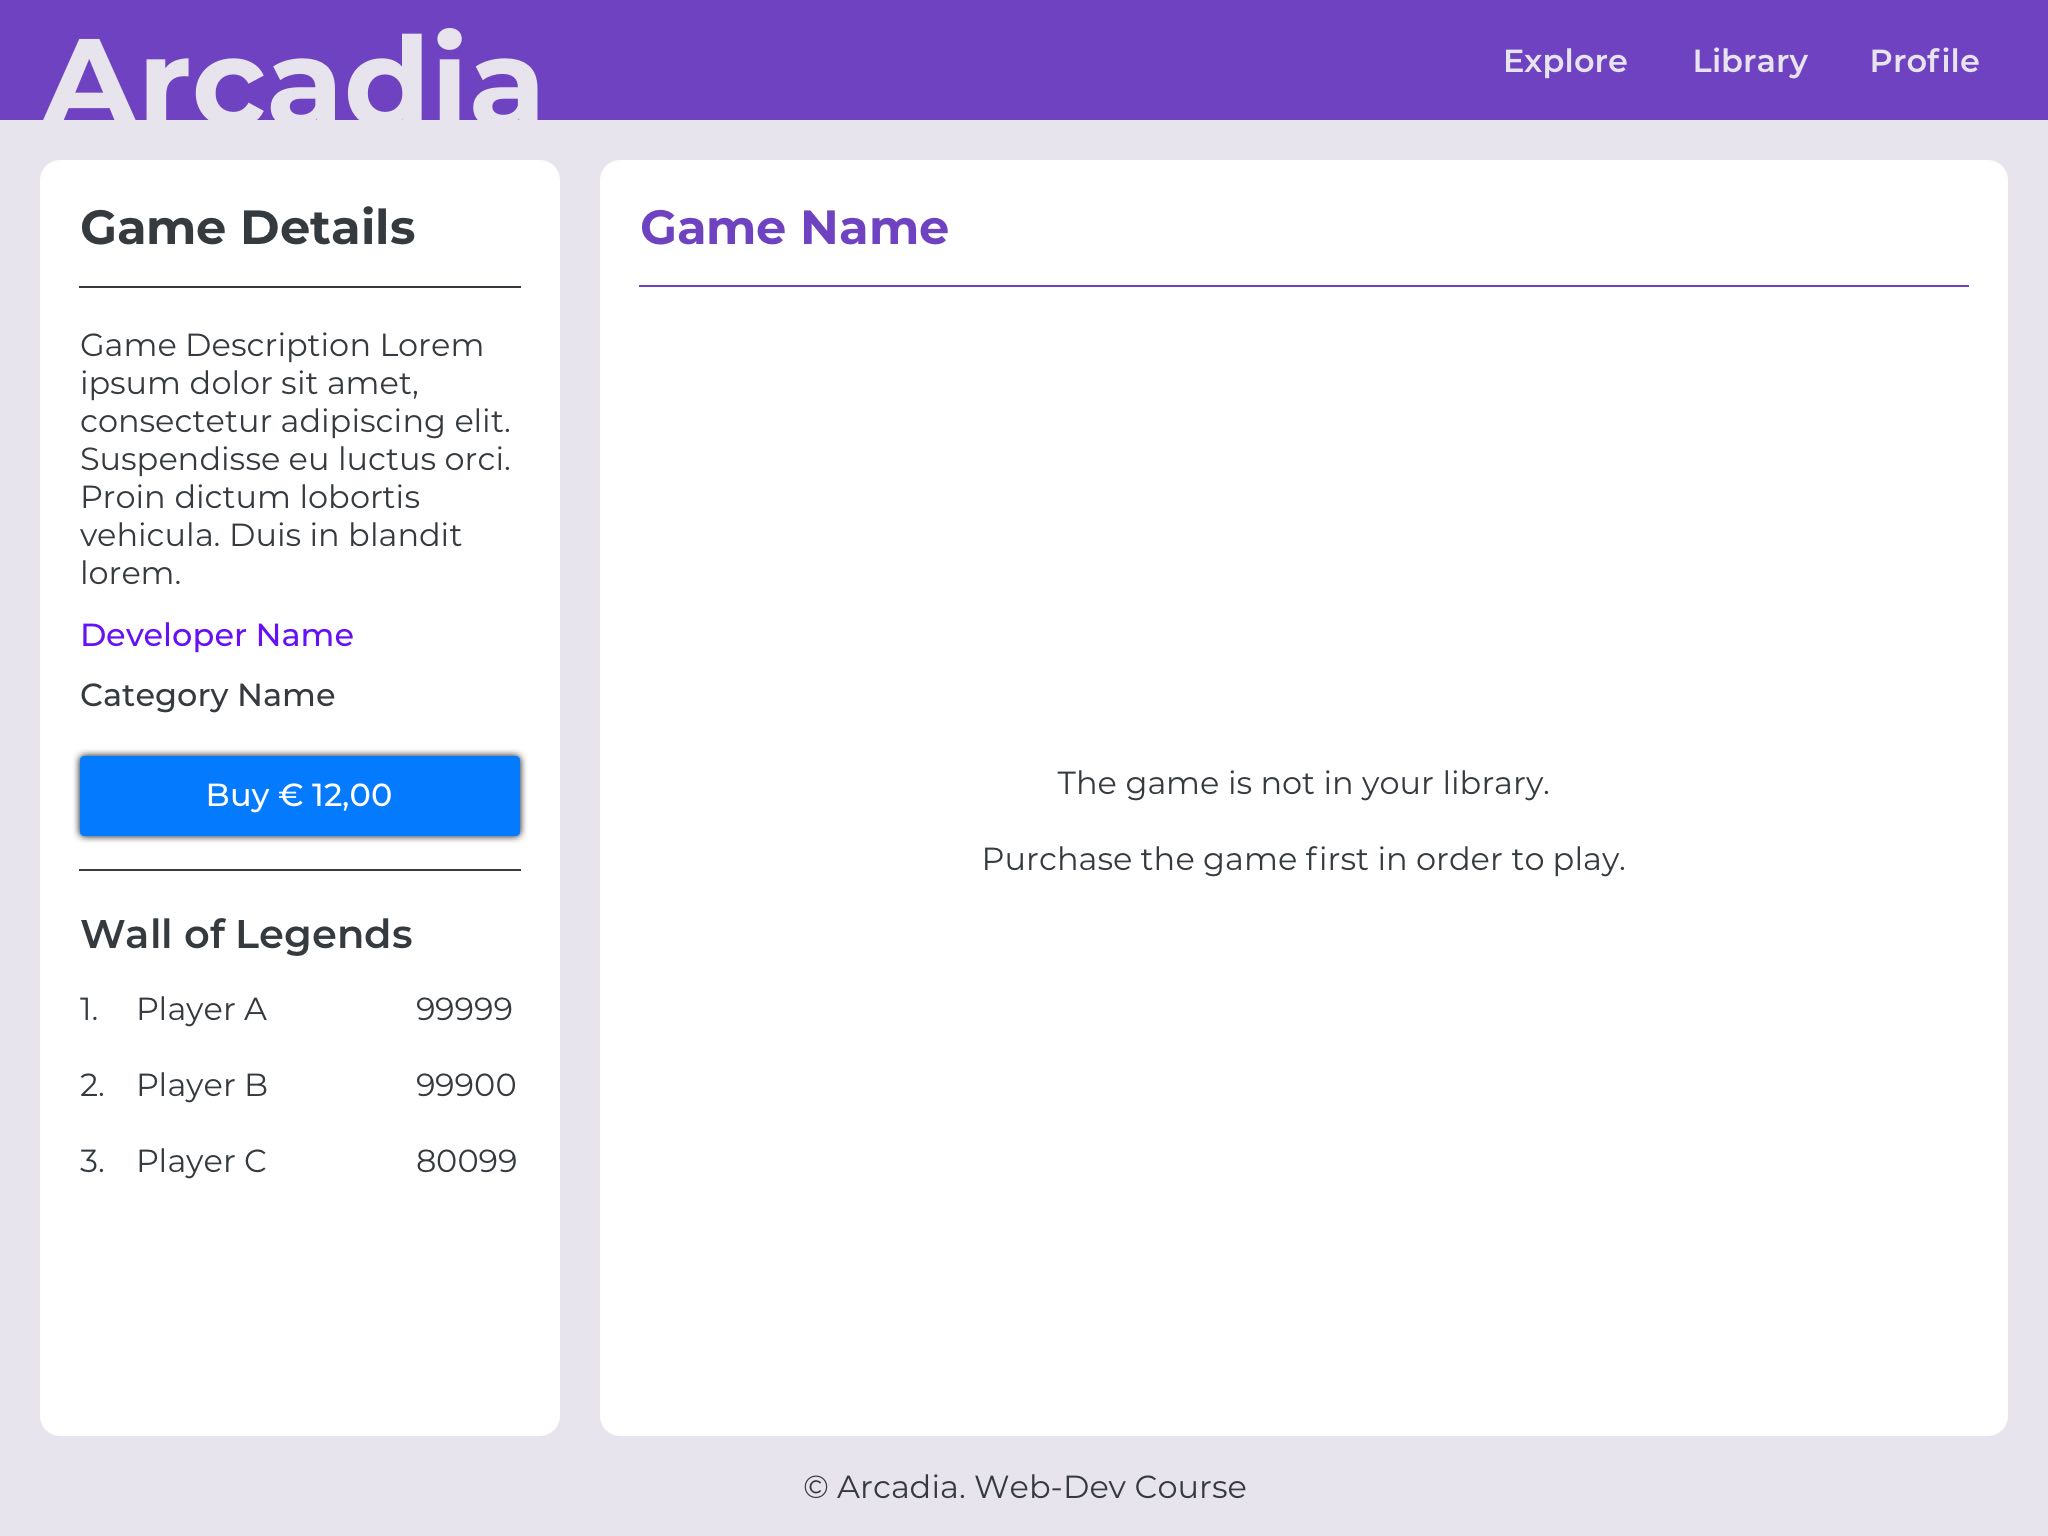 Arcadia
Explore
Library
Profile
Game Details
Game Description Lorem
ipsum dolor sit amet,
consectetur adipiscing elit.
Suspendisse eu luctus orci.
Proin dictum lobortis
vehicula. Duis in blandit
lorem.
Developer Name
Category Name
Buy € 12,00
Wall of Legends
1. Player A 99999
2. Player B 99900
3. Player C 80099
Game Name
The game is not in your library.
Purchase the game first in order to play.
© Arcadia. Web-Dev Course